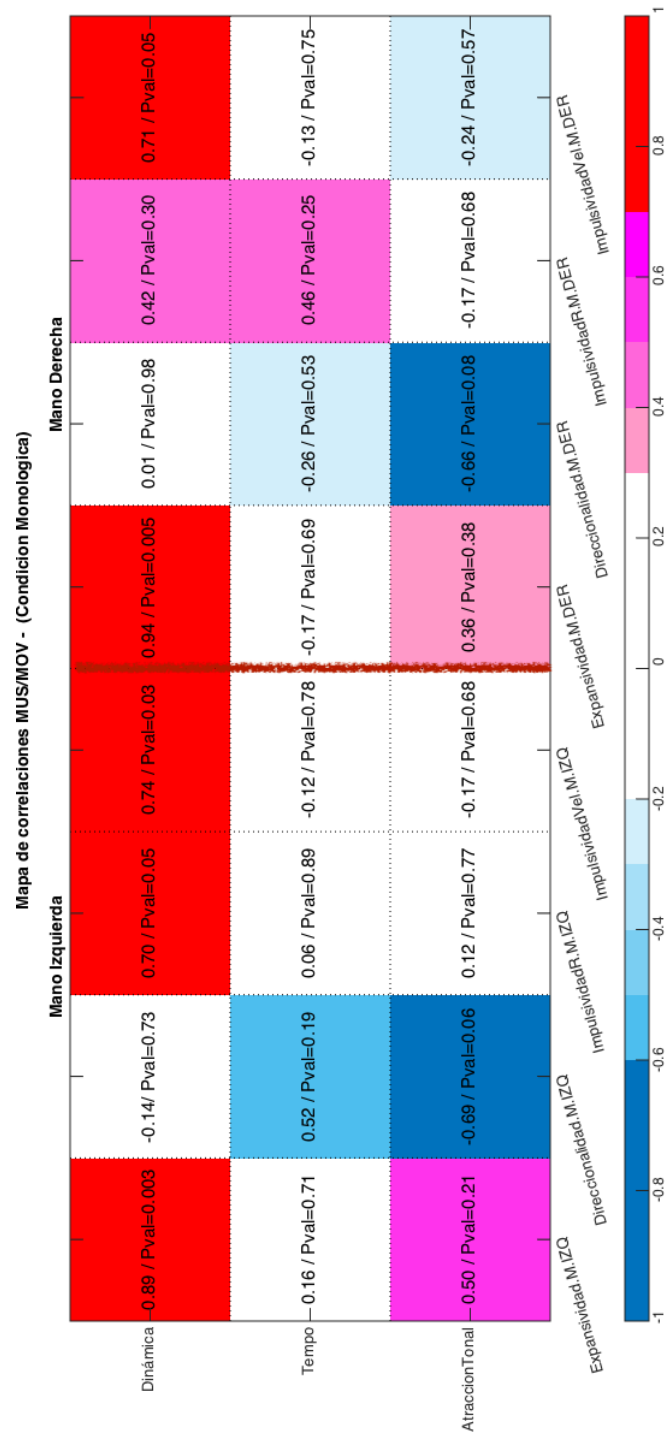 Mapa de correlaciones MUS/MOV - (Condicion Monologica)
Mano Izquierda Mano Derecha
Dinámica 0.89 / Pval=0.003 -0.14/ Pval=0.73 0.70 / Pval=0.05 0.74 / Pval=0.03 0.94 / Pval=0.005 0.01 / Pval=0.98 0.42 / Pval=0.30 0.71 / Pval=0.05
Tempo 0.16 / Pval=0.71 0.52 / Pval=0.19 0.06 / Pval=0.89 -0.12 / Pval=0.78 -0.17 / Pval=0.69 -0.26 / Pval=0.53 0.46 / Pval=0.25 -0.13 / Pval=0.75
AtraccionTonal 0.50 / Pval=0.21 -0.69 / Pval=0.06 0.12 / Pval=0.77 -0.17 / Pval=0.68 0.36 / Pval=0.38 -0.66 / Pval=0.08 -0.17 / Pval=0.68 -0.24 / Pval=0.57
Expansividad.M.IZQ Direccionalidad.M.IZQ ImpulsividadR.M.IZQ ImpulsividadVel.M.IZQ Expansividad.M.DER Direccionalidad.M.DER ImpulsividadR.M.DER ImpulsividadVel.M.DER
-1 -0.8 -0.6 -0.4 -0.2 0 0.2 0.4 0.6 0.8 1